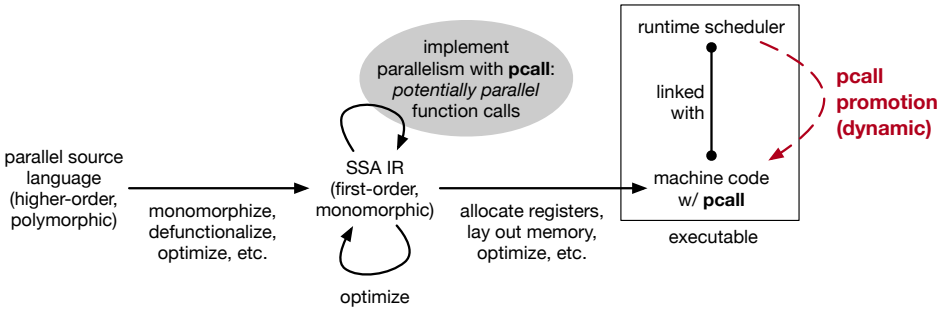 parallel source
language
(higher-order,
polymorphic)
monomorphize,
defunctionalize,
optimize, etc.
implement
parallelism with pcall:
potentially parallel
function calls
SSA IR
(first-order,
monomorphic)
optimize
allocate registers,
lay out memory,
optimize, etc.
runtime scheduler
linked
with
machine code
w/ pcall
executable
pcall
promotion
(dynamic)